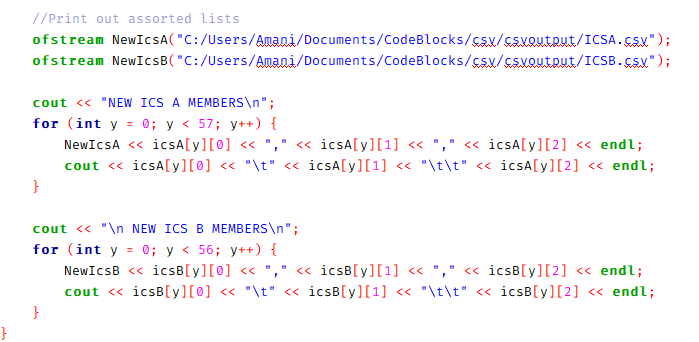 //Print out assorted lists
ofstream NewIcsA("C:/Users/Amani/Documents/CodeBlocks/csv/csvoutput/ICSA.csv");
ofstream NewIcsB("C:/Users/Amani/Documents/CodeBlocks/csv/csvoutput/ICSB.csv");
cout << "NEW ICS A MEMBERS\n";
for (int y = 0; y < 57; y++) {
NewIcsA << icsA[y][0] << "," << icsA[y][1] << "," << icsA[y][2] << endl;
cout << icsA[y][0] << "\t" << icsA[y][1] << "\t\t" << icsA[y][2] << endl;
}
cout << "\n NEW ICS B MEMBERS\n";
for (int y = 0; y < 56; y++) {
NewIcsB << icsB[y][0] << "," << icsB[y][1] << "," << icsB[y][2] << endl;
cout << icsB[y][0] << "\t" << icsB[y][1] << "\t\t" << icsB[y][2] << endl;
}
}